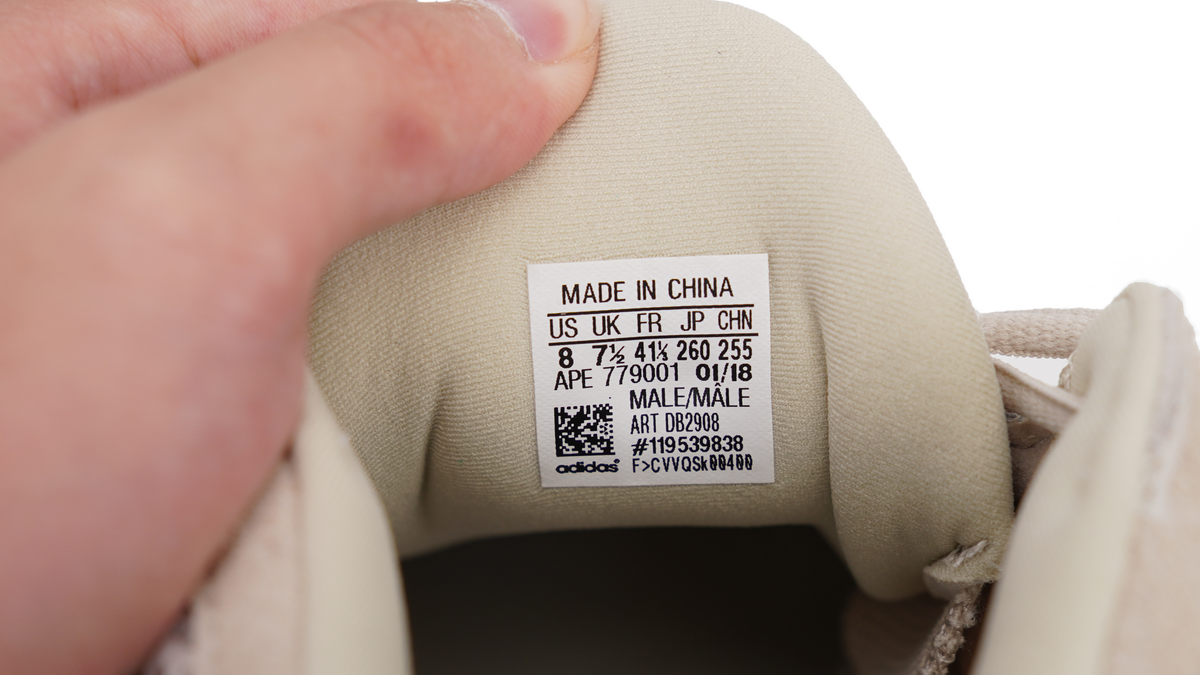 MADE IN CHINA
US UK FR JP CHN
8 7½ 41⅓ 260 255
APE 779001 01/18
MALE/MÂLE
ART DB2908
#119539838
F>CVVQSk00400
adidas